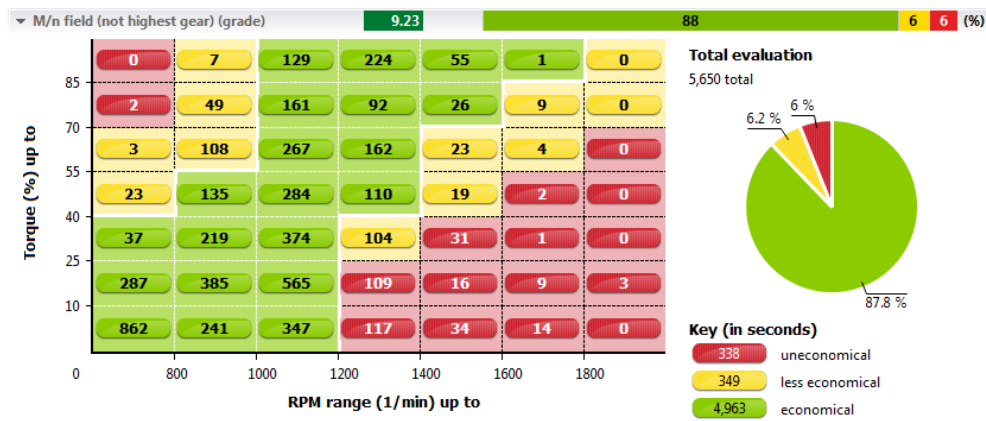 M/n field (not highest gear) (grade) 9.23 88 6 6 (%)
0 7 129 224 55 1 0
85
2 49 161 92 26 9 0
70
3 108 267 162 23 4 0
55
23 135 284 110 19 2 0
40
37 219 374 104 31 1 0
25
287 385 565 109 16 9 3
10
862 241 347 117 34 14 0
0 800 1000 1200 1400 1600 1800
RPM range (1/min) up to
Torque (%) up to
Total evaluation
5,650 total
6.2 % 6 %
87.8 %
Key (in seconds)
338 uneconomical
349 less economical
4,963 economical